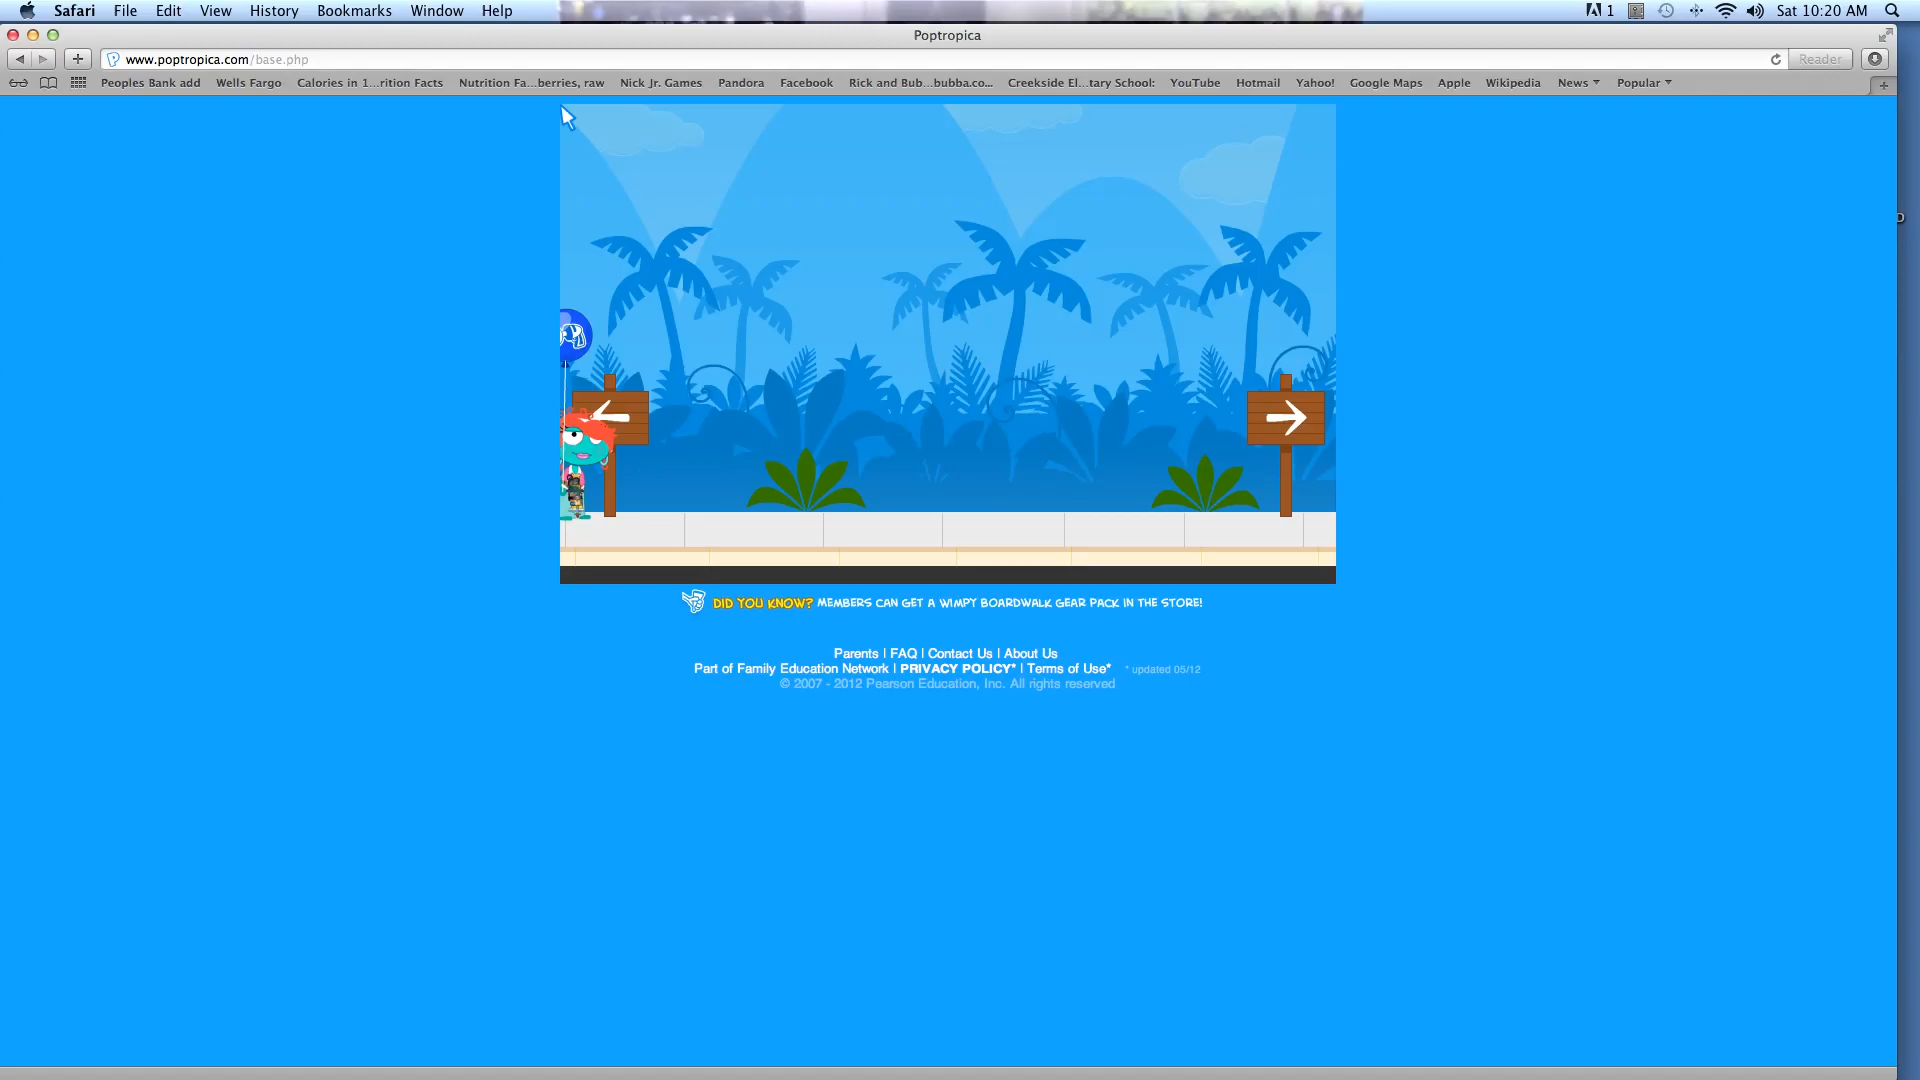 Safari File Edit View History Bookmarks Window Help 1 Sat 10:20 AM
Poptropica
www.poptropica.com/base.php Reader
Peoples Bank add Wells Fargo Calories in 1...rition Facts Nutrition Fa...berries, raw Nick Jr. Games Pandora Facebook Rick and Bub...bubba.co... Creekside El...tary School: YouTube Hotmail Yahoo! Google Maps Apple Wikipedia News Popular
DID YOU KNOW? MEMBERS CAN GET A WIMPY BOARDWALK GEAR PACK IN THE STORE!
Parents | FAQ | Contact Us | About Us
Part of Family Education Network | PRIVACY POLICY* | Terms of Use* * updated 05/12
© 2007 - 2012 Pearson Education, Inc. All rights reserved